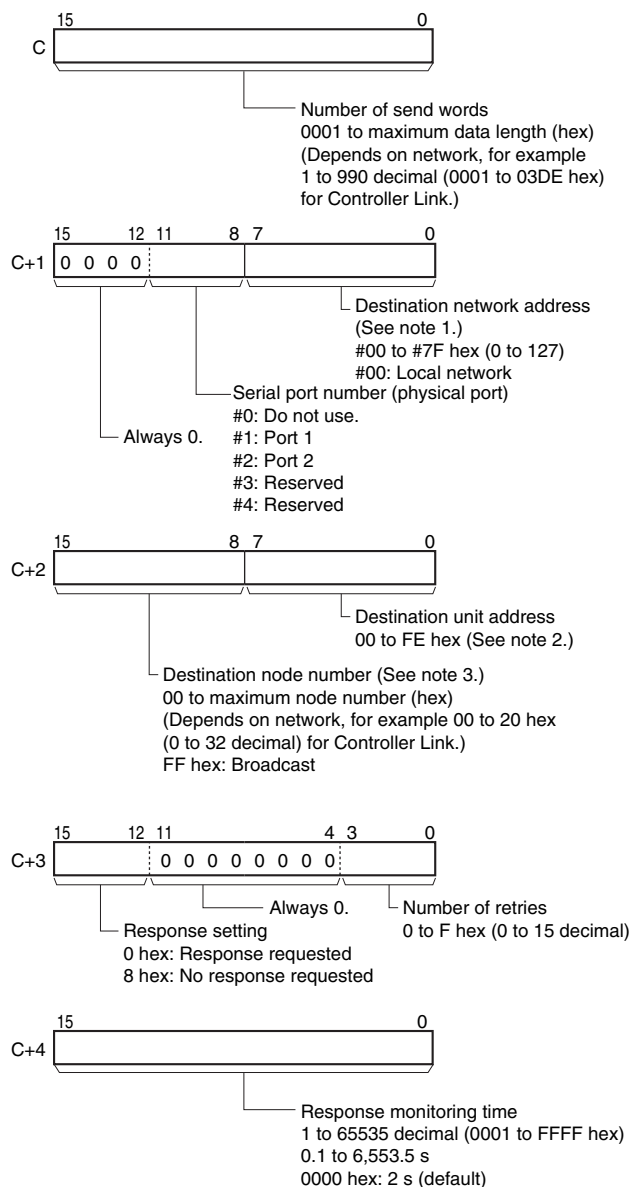 15 0
C
Number of send words
0001 to maximum data length (hex)
(Depends on network, for example
1 to 990 decimal (0001 to 03DE hex)
for Controller Link.)
15 12 11 8 7 0
C+1 0 0 0 0
Destination network address
(See note 1.)
#00 to #7F hex (0 to 127)
#00: Local network
Serial port number (physical port)
#0: Do not use.
#1: Port 1
#2: Port 2
#3: Reserved
#4: Reserved
Always 0.
15 8 7 0
C+2
Destination unit address
00 to FE hex (See note 2.)
Destination node number (See note 3.)
00 to maximum node number (hex)
(Depends on network, for example 00 to 20 hex
(0 to 32 decimal) for Controller Link.)
FF hex: Broadcast
15 12 11 4 3 0
C+3 0 0 0 0 0 0 0 0
Always 0.
Number of retries
0 to F hex (0 to 15 decimal)
Response setting
0 hex: Response requested
8 hex: No response requested
15 0
C+4
Response monitoring time
1 to 65535 decimal (0001 to FFFF hex)
0.1 to 6,553.5 s
0000 hex: 2 s (default)